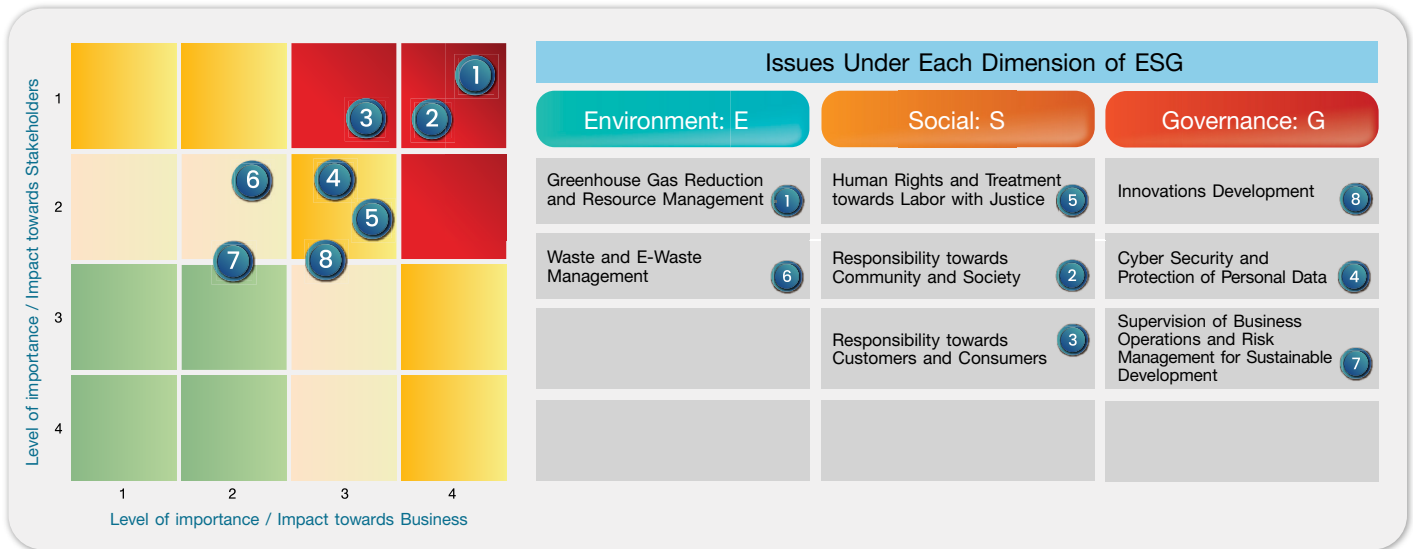 Level of importance / Impact towards Stakeholders
1
2
3
4
1
2
3
4
5
6
7
8
1
2
3
4
Level of importance / Impact towards Business
Issues Under Each Dimension of ESG
Environment: E
Social: S
Governance: G
Greenhouse Gas Reduction
and Resource Management
1
Human Rights and Treatment
towards Labor with Justice
5
Innovations Development
8
Waste and E-Waste
Management
6
Responsibility towards
Community and Society
2
Cyber Security and
Protection of Personal Data
4
Responsibility towards
Customers and Consumers
3
Supervision of Business
Operations and Risk
Management for Sustainable
Development
7